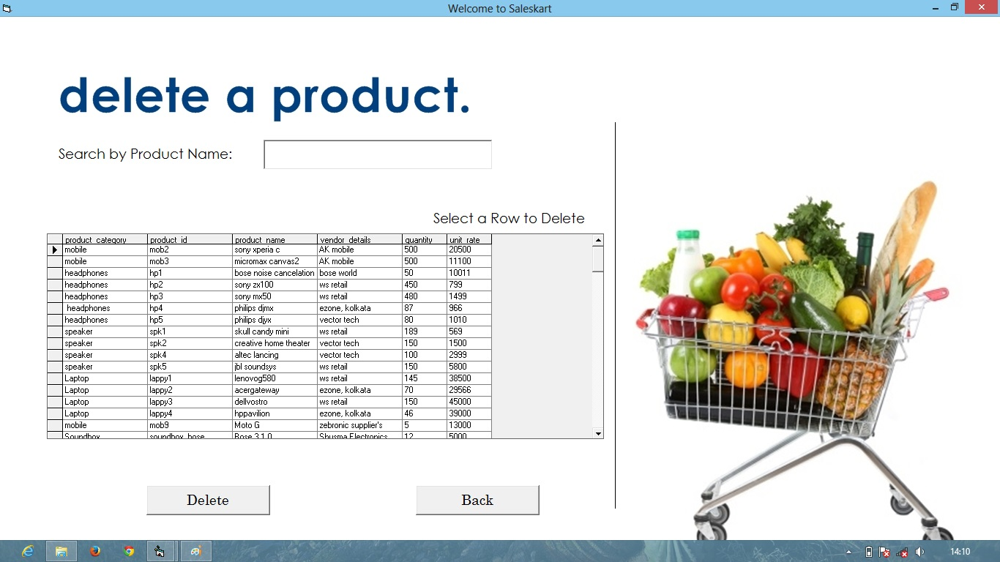 Welcome to Saleskart
delete a product.
Search by Product Name:
Select a Row to Delete
product_category product_id product_name vendor_details quantity unit_rate
mobile mob2 sony xperia c AK mobile 500 20500
mobile mob3 micromax canvas2 AK mobile 500 11100
headphones hp1 bose noise cancelation bose world 50 10011
headphones hp2 sony zx100 ws retail 450 799
headphones hp3 sony mx50 ws retail 480 1499
headphones hp4 philips djmx ezone, kolkata 87 966
headphones hp5 philips djyx vector tech 80 1010
speaker spk1 skull candy mini ws retail 189 569
speaker spk2 creative home theater vector tech 150 1500
speaker spk4 altec lancing vector tech 100 2999
speaker spk5 jbl soundsys ws retail 150 5800
Laptop lappy1 lenovog580 ws retail 145 38500
Laptop lappy2 acergateway ezone, kolkata 70 29566
Laptop lappy3 dellvostro ws retail 150 45000
Laptop lappy4 hppavilion ezone, kolkata 46 39000
mobile mob9 Moto G zebronic supplier's 5 13000
Soundbox soundbox_bose Bose 3.1.0 Shusma Electronics 12 5000
Delete Back
14:10